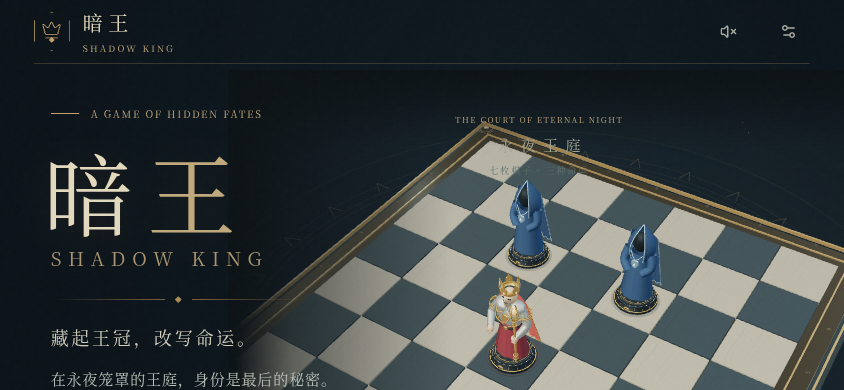 暗王
SHADOW KING
A GAME OF HIDDEN FATES
THE COURT OF ETERNAL NIGHT
永夜王庭
暗王
SHADOW KING
藏起王冠，改写命运。
在永夜笼罩的王庭，身份是最后的秘密。